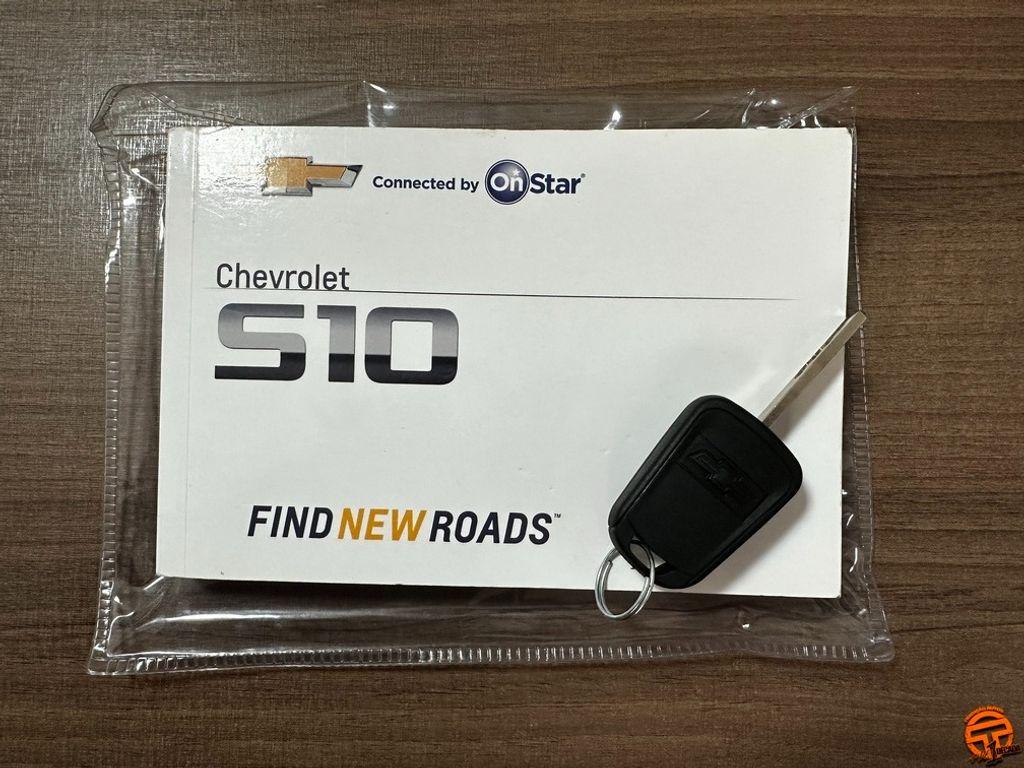 Connected by OnStar®
Chevrolet
S10
FIND NEW ROADS™